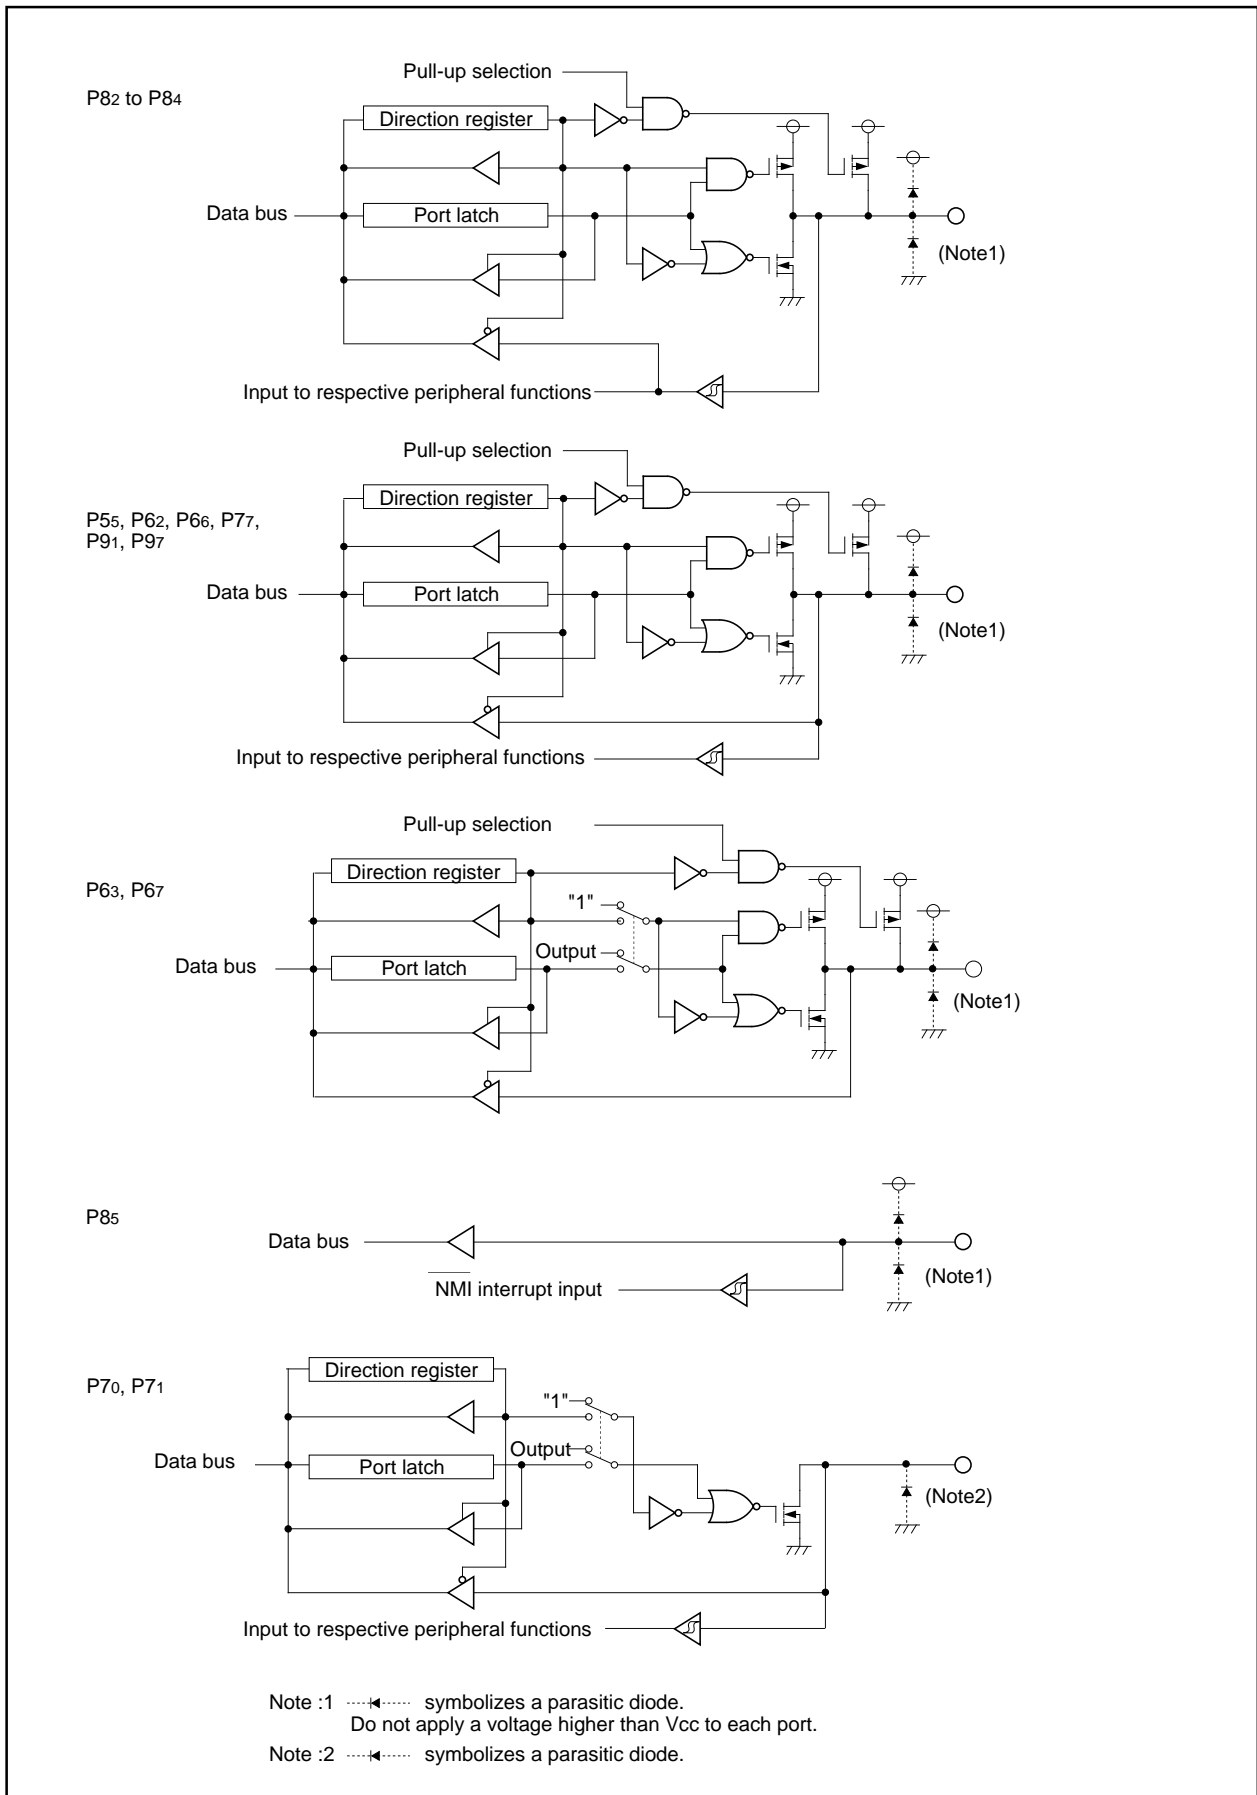 Pull-up selection
P82 to P84
Direction register
Data bus
Port latch
(Note1)
Input to respective peripheral functions
Pull-up selection
Direction register
P55, P62, P66, P77,
P91, P97
Data bus
Port latch
(Note1)
Input to respective peripheral functions
Pull-up selection
Direction register
P63, P67
"1"
Output
Data bus
Port latch
(Note1)
P85
Data bus
(Note1)
NMI interrupt input
Direction register
P70, P71
"1"
Output
Data bus
Port latch
(Note2)
Input to respective peripheral functions
Note :1 symbolizes a parasitic diode.
Do not apply a voltage higher than Vcc to each port.
Note :2 symbolizes a parasitic diode.